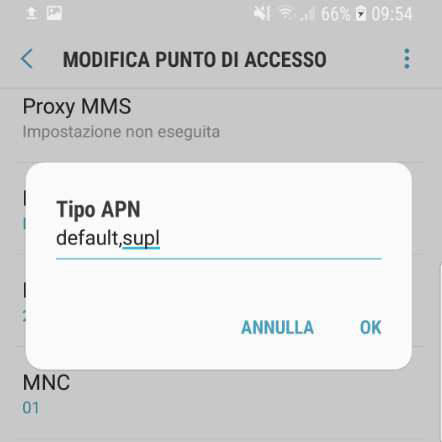 66% 09:54
MODIFICA PUNTO DI ACCESSO
Proxy MMS
Impostazione non eseguita
Tipo APN
default,supl
ANNULLA OK
MNC
01